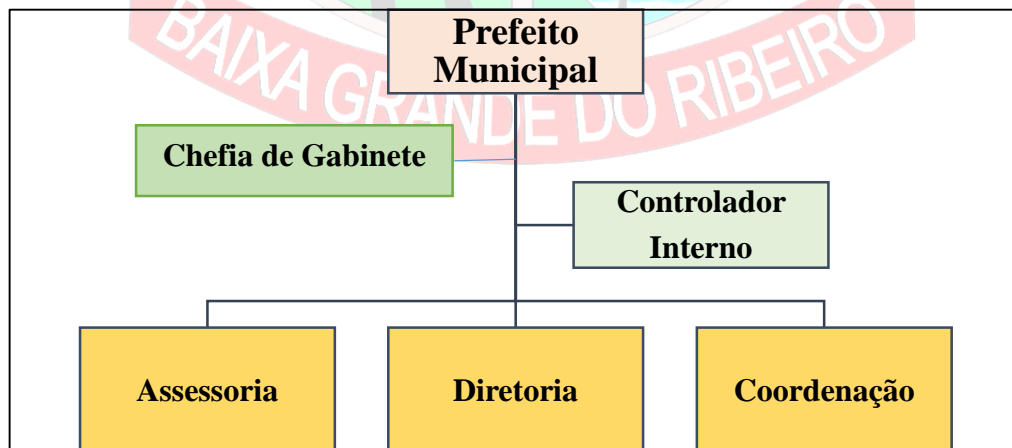 BAIXA GRANDE DO RIBEIRO
Prefeito
Municipal
Chefia de Gabinete
Controlador
Interno
Assessoria
Diretoria
Coordenação